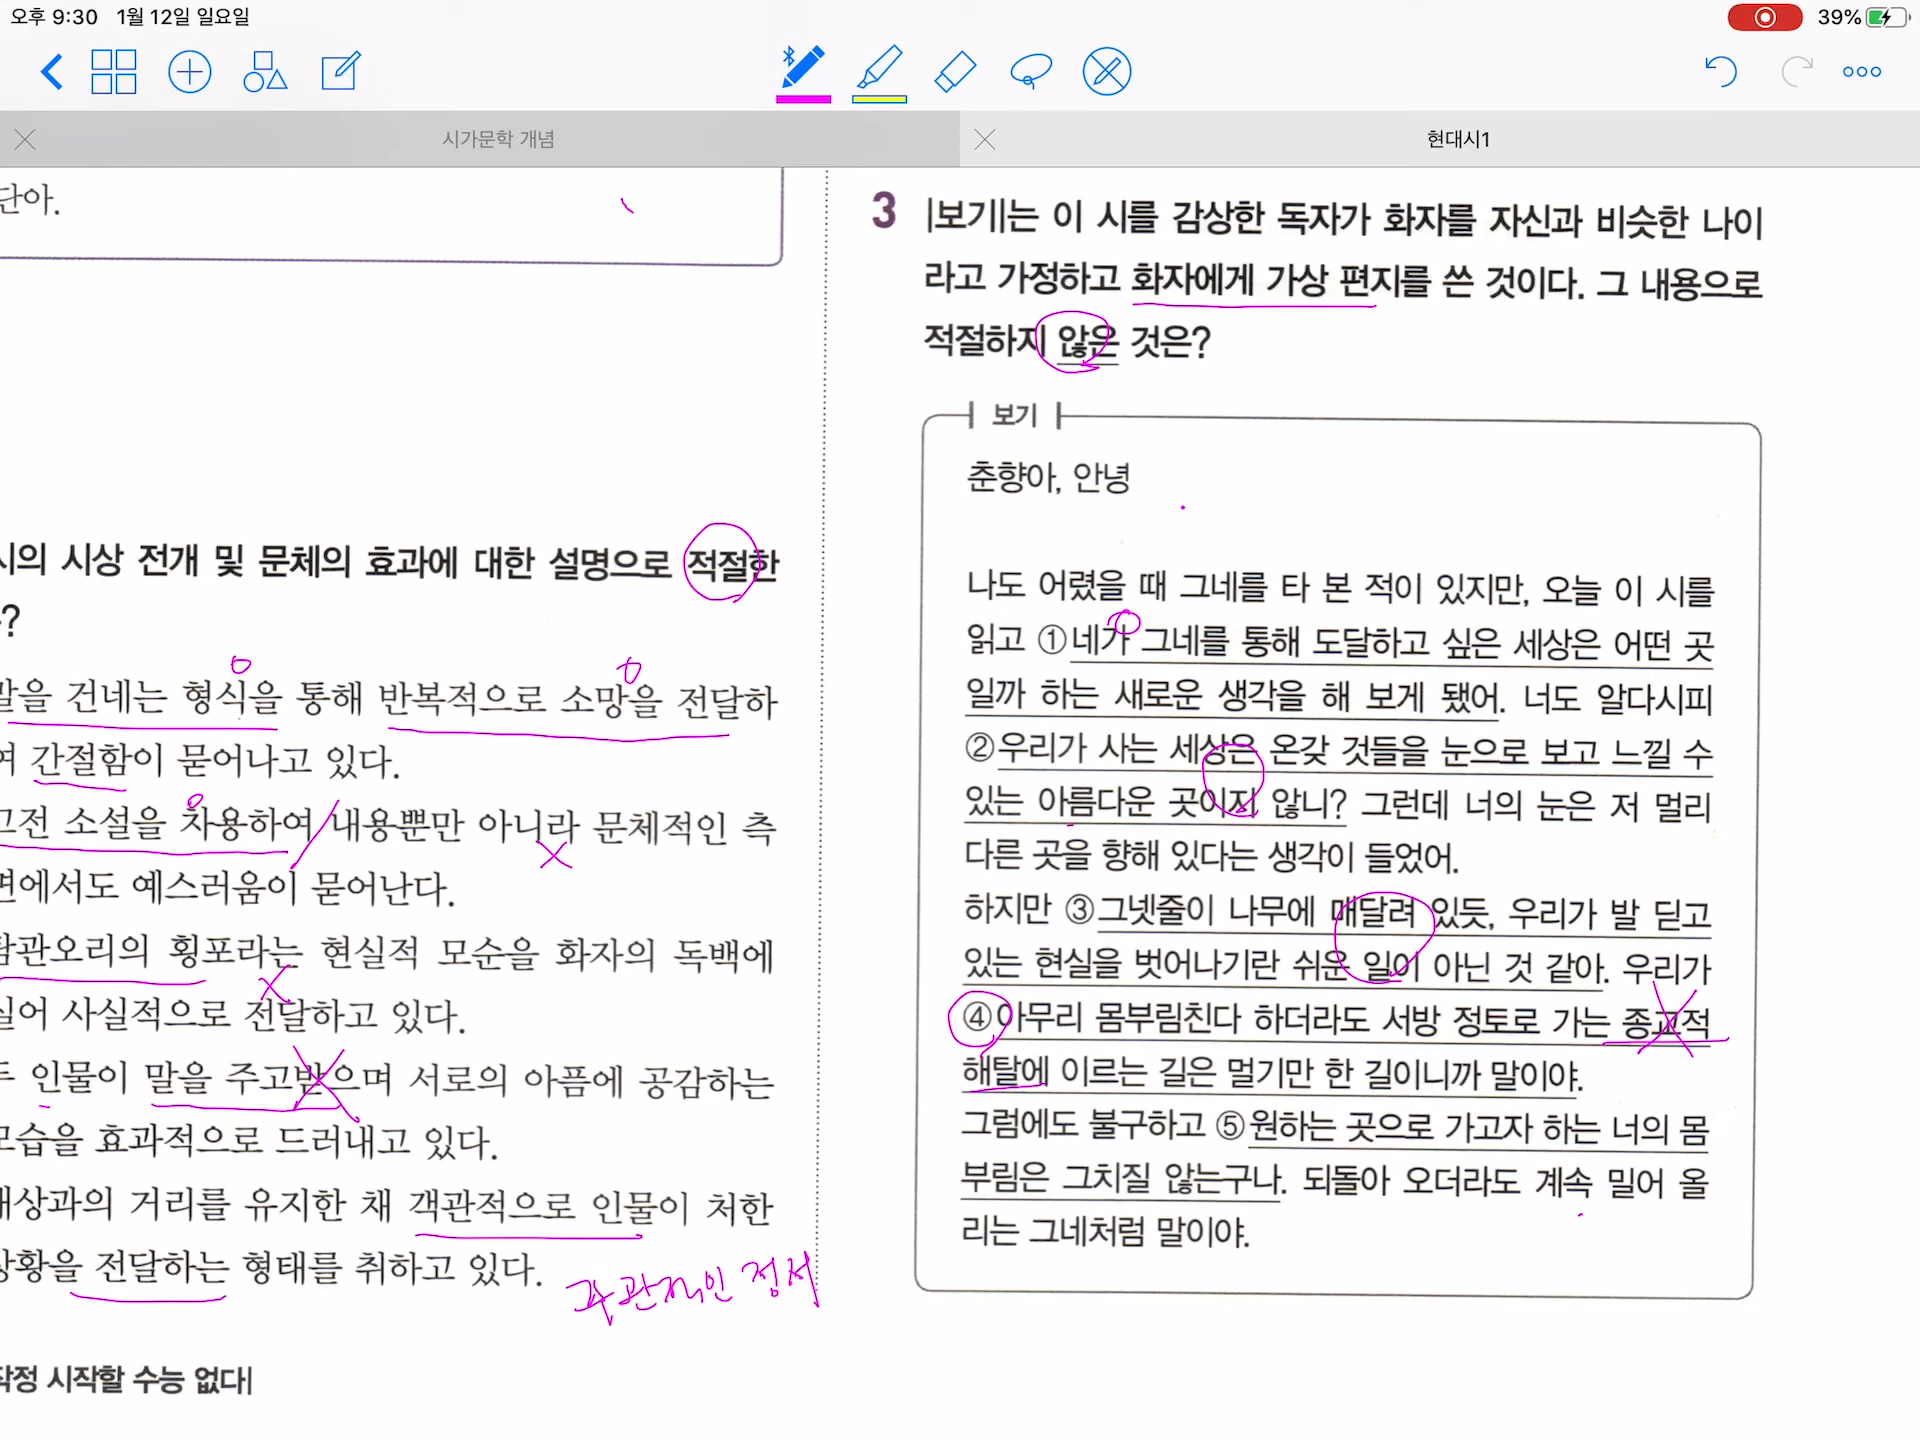 오후 9:30 1월 12일 일요일
39%
시가문학 개념
현대시1
단아.
시의 시상 전개 및 문체의 효과에 대한 설명으로 적절한
?
말을 건네는 형식을 통해 반복적으로 소망을 전달하
여 간절함이 묻어나고 있다.
고전 소설을 차용하여 내용뿐만 아니라 문체적인 측
면에서도 예스러움이 묻어난다.
탐관오리의 횡포라는 현실적 모순을 화자의 독백에
실어 사실적으로 전달하고 있다.
두 인물이 말을 주고받으며 서로의 아픔에 공감하는
모습을 효과적으로 드러내고 있다.
대상과의 거리를 유지한 채 객관적으로 인물이 처한
상황을 전달하는 형태를 취하고 있다.
주관적인 정서
작정 시작할 수능 없다|
3 |보기|는 이 시를 감상한 독자가 화자를 자신과 비슷한 나이
라고 가정하고 화자에게 가상 편지를 쓴 것이다. 그 내용으로
적절하지 않은 것은?
보기
춘향아, 안녕
나도 어렸을 때 그네를 타 본 적이 있지만, 오늘 이 시를
읽고 ①네가 그네를 통해 도달하고 싶은 세상은 어떤 곳
일까 하는 새로운 생각을 해 보게 됐어. 너도 알다시피
②우리가 사는 세상은 온갖 것들을 눈으로 보고 느낄 수
있는 아름다운 곳이지 않니? 그런데 너의 눈은 저 멀리
다른 곳을 향해 있다는 생각이 들었어.
하지만 ③그넷줄이 나무에 매달려 있듯, 우리가 발 딛고
있는 현실을 벗어나기란 쉬운 일이 아닌 것 같아. 우리가
④아무리 몸부림친다 하더라도 서방 정토로 가는 종교적
해탈에 이르는 길은 멀기만 한 길이니까 말이야.
그럼에도 불구하고 ⑤원하는 곳으로 가고자 하는 너의 몸
부림은 그치질 않는구나. 되돌아 오더라도 계속 밀어 올
리는 그네처럼 말이야.